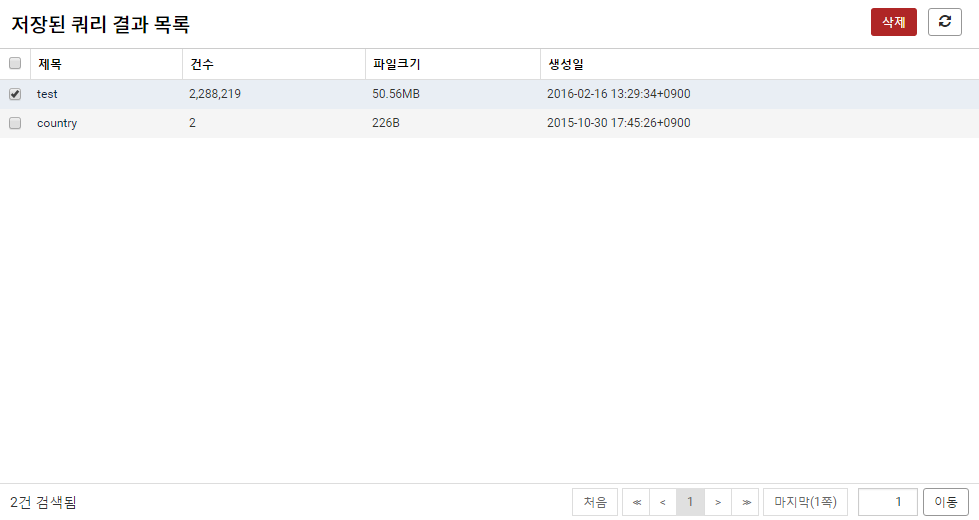 저장된 쿼리 결과 목록 삭제
제목 건수 파일크기 생성일
test 2,288,219 50.56MB 2016-02-16 13:29:34+0900
country 2 226B 2015-10-30 17:45:26+0900
2건 검색됨 처음 << < 1 > >> 마지막(1쪽) 1 이동